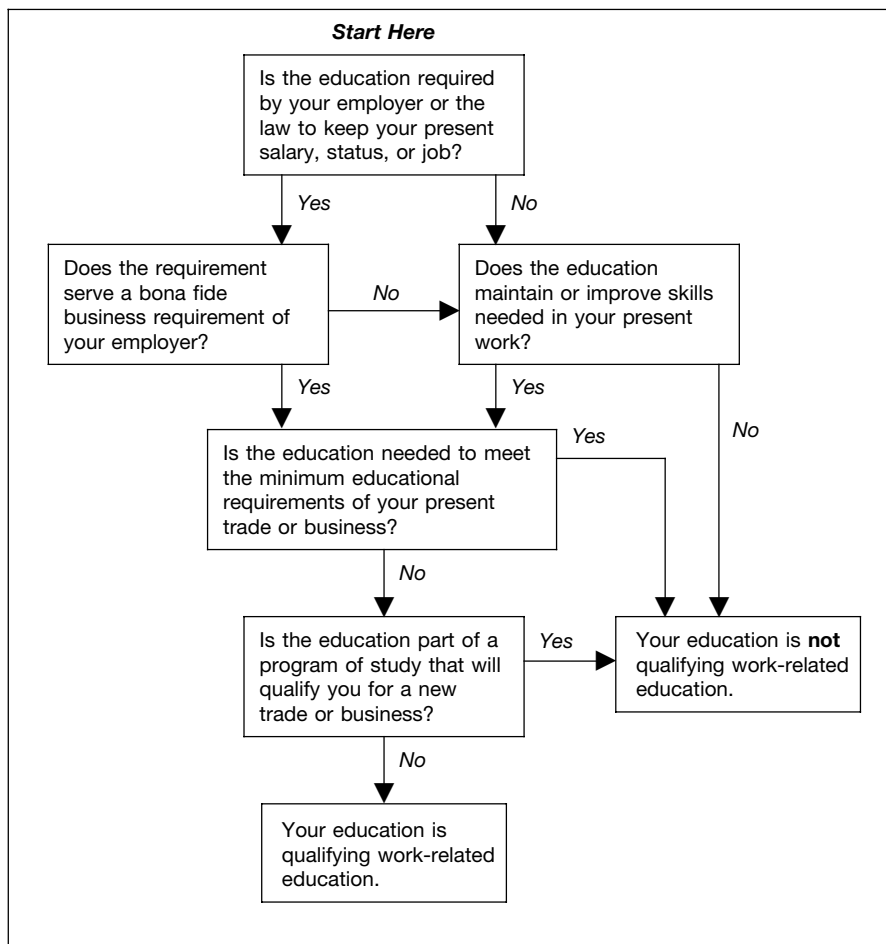 Start Here
Is the education required
by your employer or the
law to keep your present
salary, status, or job?
Yes
No
Does the requirement
serve a bona fide
business requirement of
your employer?
No
Does the education
maintain or improve skills
needed in your present
work?
Yes
Yes
No
Is the education needed to meet
the minimum educational
requirements of your present
trade or business?
Yes
No
Is the education part of a
program of study that will
qualify you for a new
trade or business?
Yes
Your education is not
qualifying work-related
education.
No
Your education is
qualifying work-related
education.